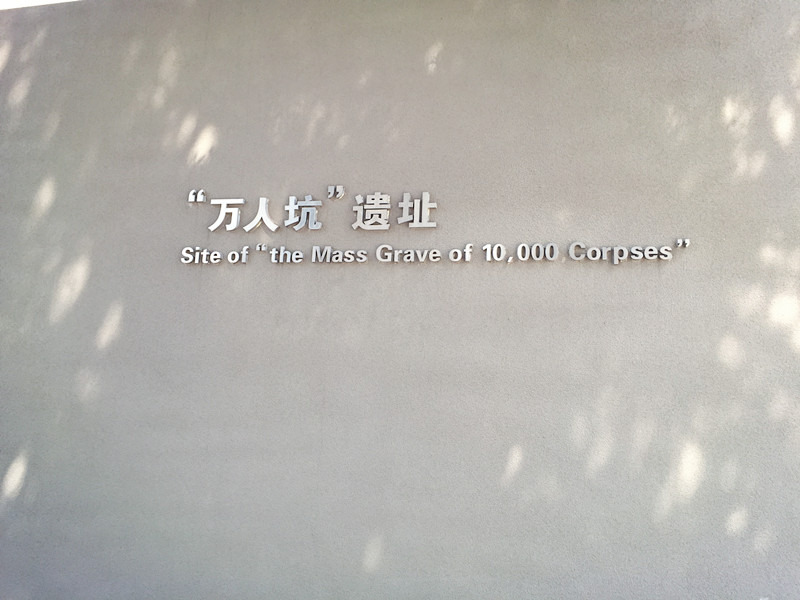 “万人坑”遗址
Site of “the Mass Grave of 10,000 Corpses”